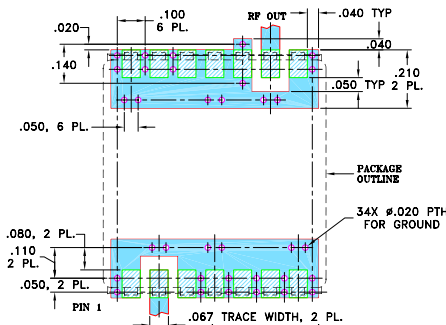 RF OUT
.100
6 PL.
.040 TYP
.020
.040
.140
.210
2 PL.
.050 TYP
.050, 6 PL.
PACKAGE
OUTLINE
34X ø.020 PTH
FOR GROUND
.080, 2 PL.
.110
2 PL.
.050, 2 PL.
PIN 1
.067 TRACE WIDTH, 2 PL.